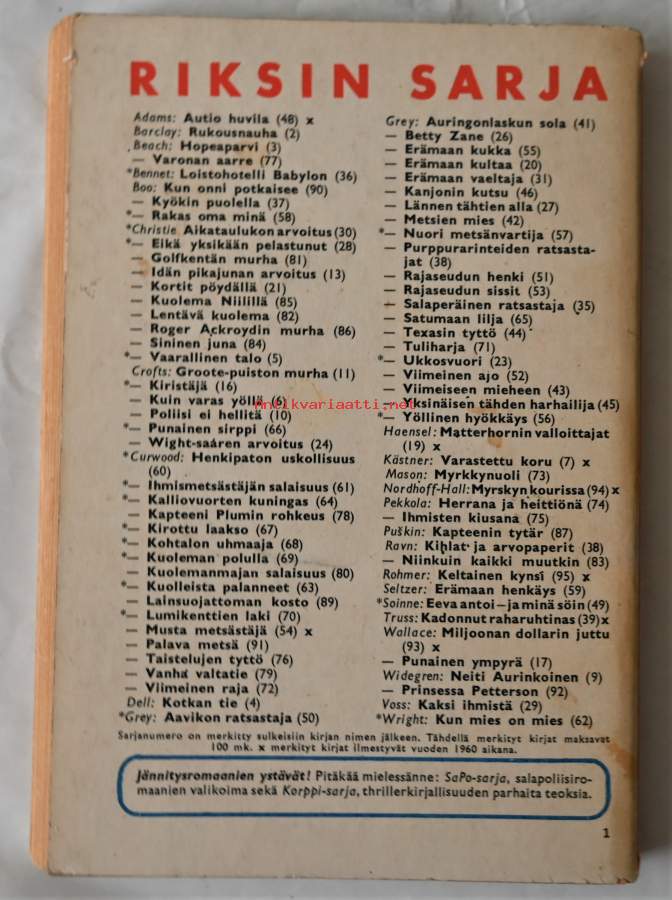 RIKSIN SARJA
Adams: Autio huvila (48) x
Barclay: Rukousnauha (2)
Beach: Hopeaparvi (3)
— Varonan aarre (77)
*Bennet: Loistohotelli Babylon (36)
Boo: Kun onni potkaisee (90)
— Kyökin puolella (37)
*— Rakas oma minä (58)
*Christie Aikataulukon arvoitus (30)
*— Eikä yksikään pelastunut (28)
— Golfkentän murha (81)
— Idän pikajunan arvoitus (13)
— Kortit pöydällä (21)
— Kuolema Niilillä (85)
— Lentävä kuolema (82)
— Roger Ackroydin murha (86)
— Sininen juna (84)
*— Vaarallinen talo (5)
Crofts: Groote-puiston murha (11)
*— Kiristäjä (16)
— Kuin varas yöllä (6)
— Poliisi ei hellitä (10)
*— Punainen sirppi (66)
— Wight-saaren arvoitus (24)
*Curwood: Henkipaton uskollisuus
(60)
*— Ihmismetsästäjän salaisuus (61)
*— Kalliovuorten kuningas (64)
— Kapteeni Plumin rohkeus (78)
*— Kirottu laakso (67)
*— Kohtalon uhmaaja (68)
*— Kuoleman polulla (69)
— Kuolemanmajan salaisuus (80)
*— Kuolleista palanneet (63)
— Lainsuojattoman kosto (89)
*— Lumikenttien laki (70)
— Musta metsästäjä (54) x
— Palava metsä (91)
— Taistelujen tyttö (76)
— Vanha valtatie (79)
— Viimeinen raja (72)
Dell: Kotkan tie (4)
*Grey: Aavikon ratsastaja (50)
Grey: Auringonlaskun sola (41)
— Betty Zane (26)
— Erämaan kukka (55)
— Erämaan kultaa (20)
— Erämaan vaeltaja (31)
— Kanjonin kutsu (46)
— Lännen tähtien alla (27)
— Metsien mies (42)
*— Nuori metsänvartija (57)
— Purppurarinteiden ratsasta-
jat (38)
— Rajaseudun henki (51)
— Rajaseudun sissit (53)
— Salaperäinen ratsastaja (35)
— Satumaan lilja (65)
— Texasin tyttö (44)
— Tuliharja (71)
*— Ukkosvuori (23)
— Viimeinen ajo (52)
— Viimeiseen mieheen (43)
— Yksinäisen tähden harhailija (45)
*— Yöllinen hyökkäys (56)
Haensel: Matterhornin valloittajat
(19) x
Kästner: Varastettu koru (7) x
Mason: Myrkkynuoli (73)
Nordhoff-Hall: Myrskyn kourissa (94) x
Pekkola: Herrana ja heittiönä (74)
— Ihmisten kiusana (75)
Puškin: Kapteenin tytär (87)
Ravn: Kihlat ja arvopaperit (38)
— Niinkuin kaikki muutkin (83)
Rohmer: Keltainen kynsi (95) x
Seltzer: Erämaan henkäys (59)
*Soinne: Eeva antoi — ja minä söin (49)
Truss: Kadonnut raharuhtinas (39) x
Wallace: Miljoonan dollarin juttu
(93) x
— Punainen ympyrä (17)
Widegren: Neiti Aurinkoinen (9)
— Prinsessa Petterson (92)
Voss: Kaksi ihmistä (29)
*Wright: Kun mies on mies (62)
Sarjanumero on merkitty sulkeisiin kirjan nimen jälkeen. Tähdellä merkityt kirjat maksavat
100 mk. x merkityt kirjat ilmestyvät vuoden 1960 aikana.
Jännitysromaanien ystävät! Pitäkää mielessänne: SaPo-sarja, salapoliisiro-
maanien valikoima sekä Korppi-sarja, thrillerkirjallisuuden parhaita teoksia.
1
Antikvariaatti.net